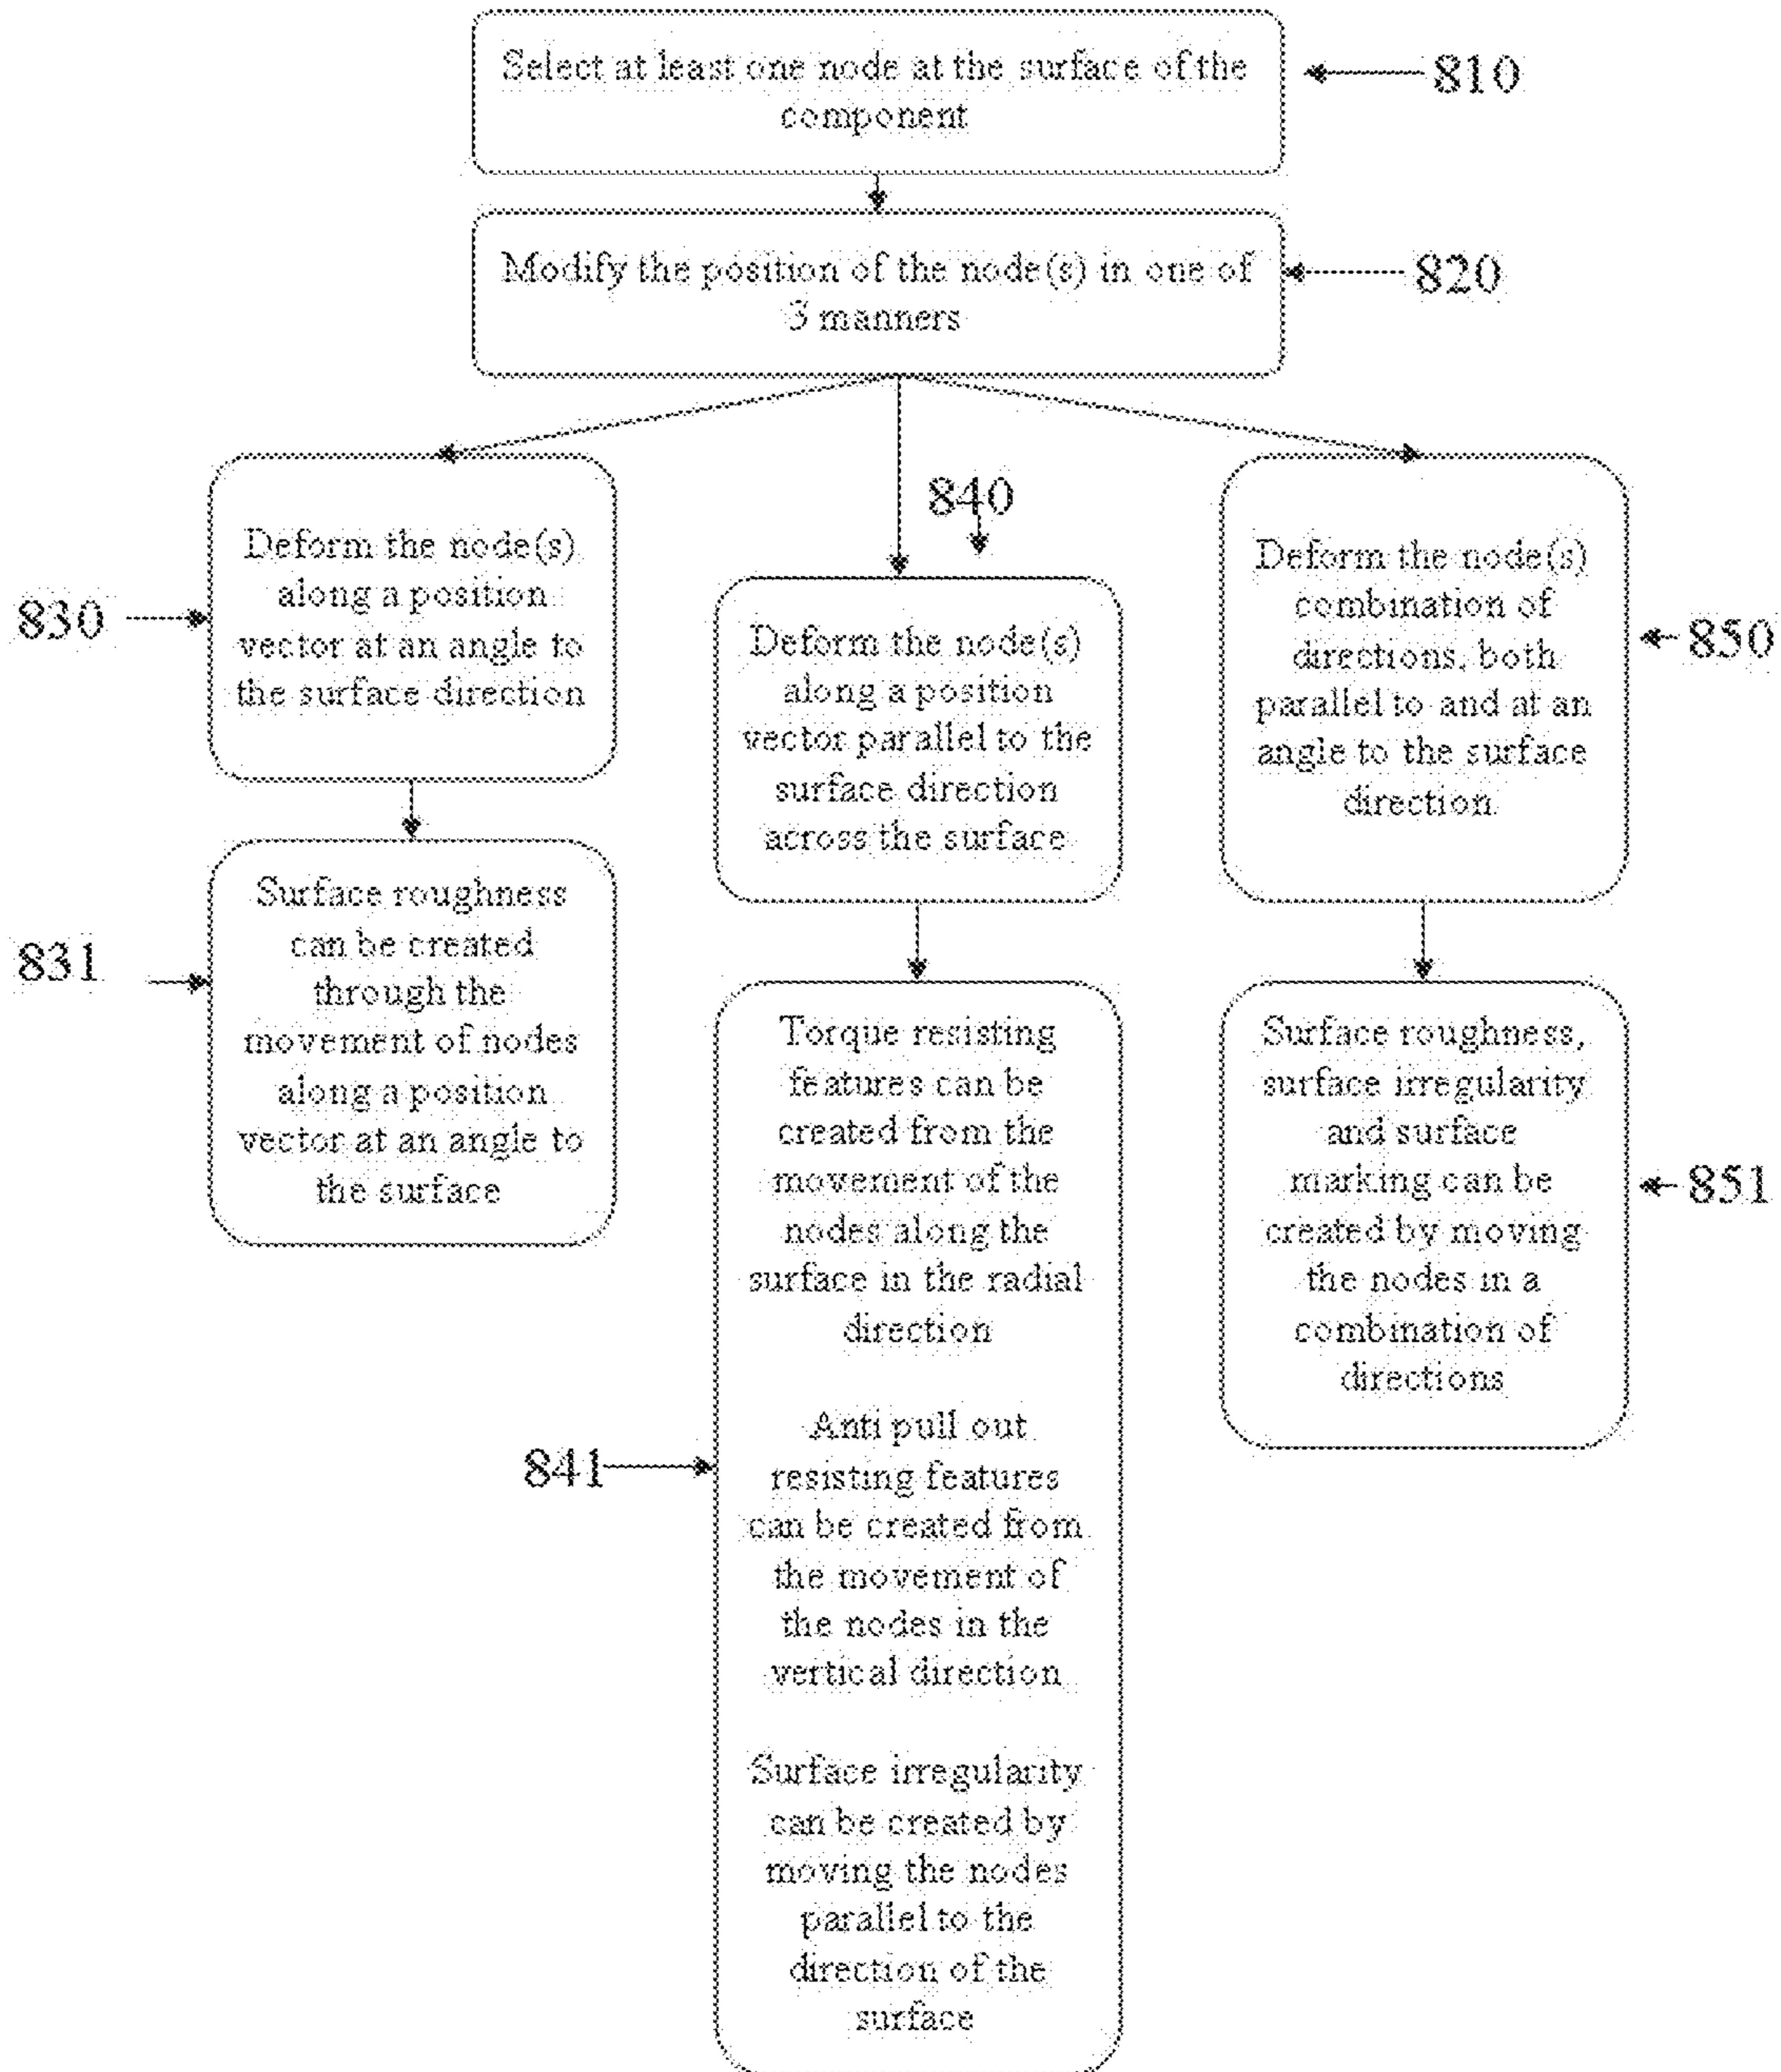 Select at least one node at the surface of the
component
810
Modify the position of the node(s) in one of
3 manners
820
830
Deform the node(s)
along a position
vector at an angle to
the surface direction
840
Deform the node(s)
along a position
vector parallel to the
surface direction
across the surface
Deform the node(s)
combination of
directions, both
parallel to and at an
angle to the surface
direction
850
831
Surface roughness
can be created
through the
movement of nodes
along a position
vector at an angle to
the surface
841
Torque resisting
features can be
created from the
movement of the
nodes along the
surface in the radial
direction
Anti pull out
resisting features
can be created from
the movement of
the nodes in the
vertical direction
Surface irregularity
can be created by
moving the nodes
parallel to the
direction of the
surface
Surface roughness,
surface irregularity
and surface
marking can be
created by moving
the nodes in a
combination of
directions
851